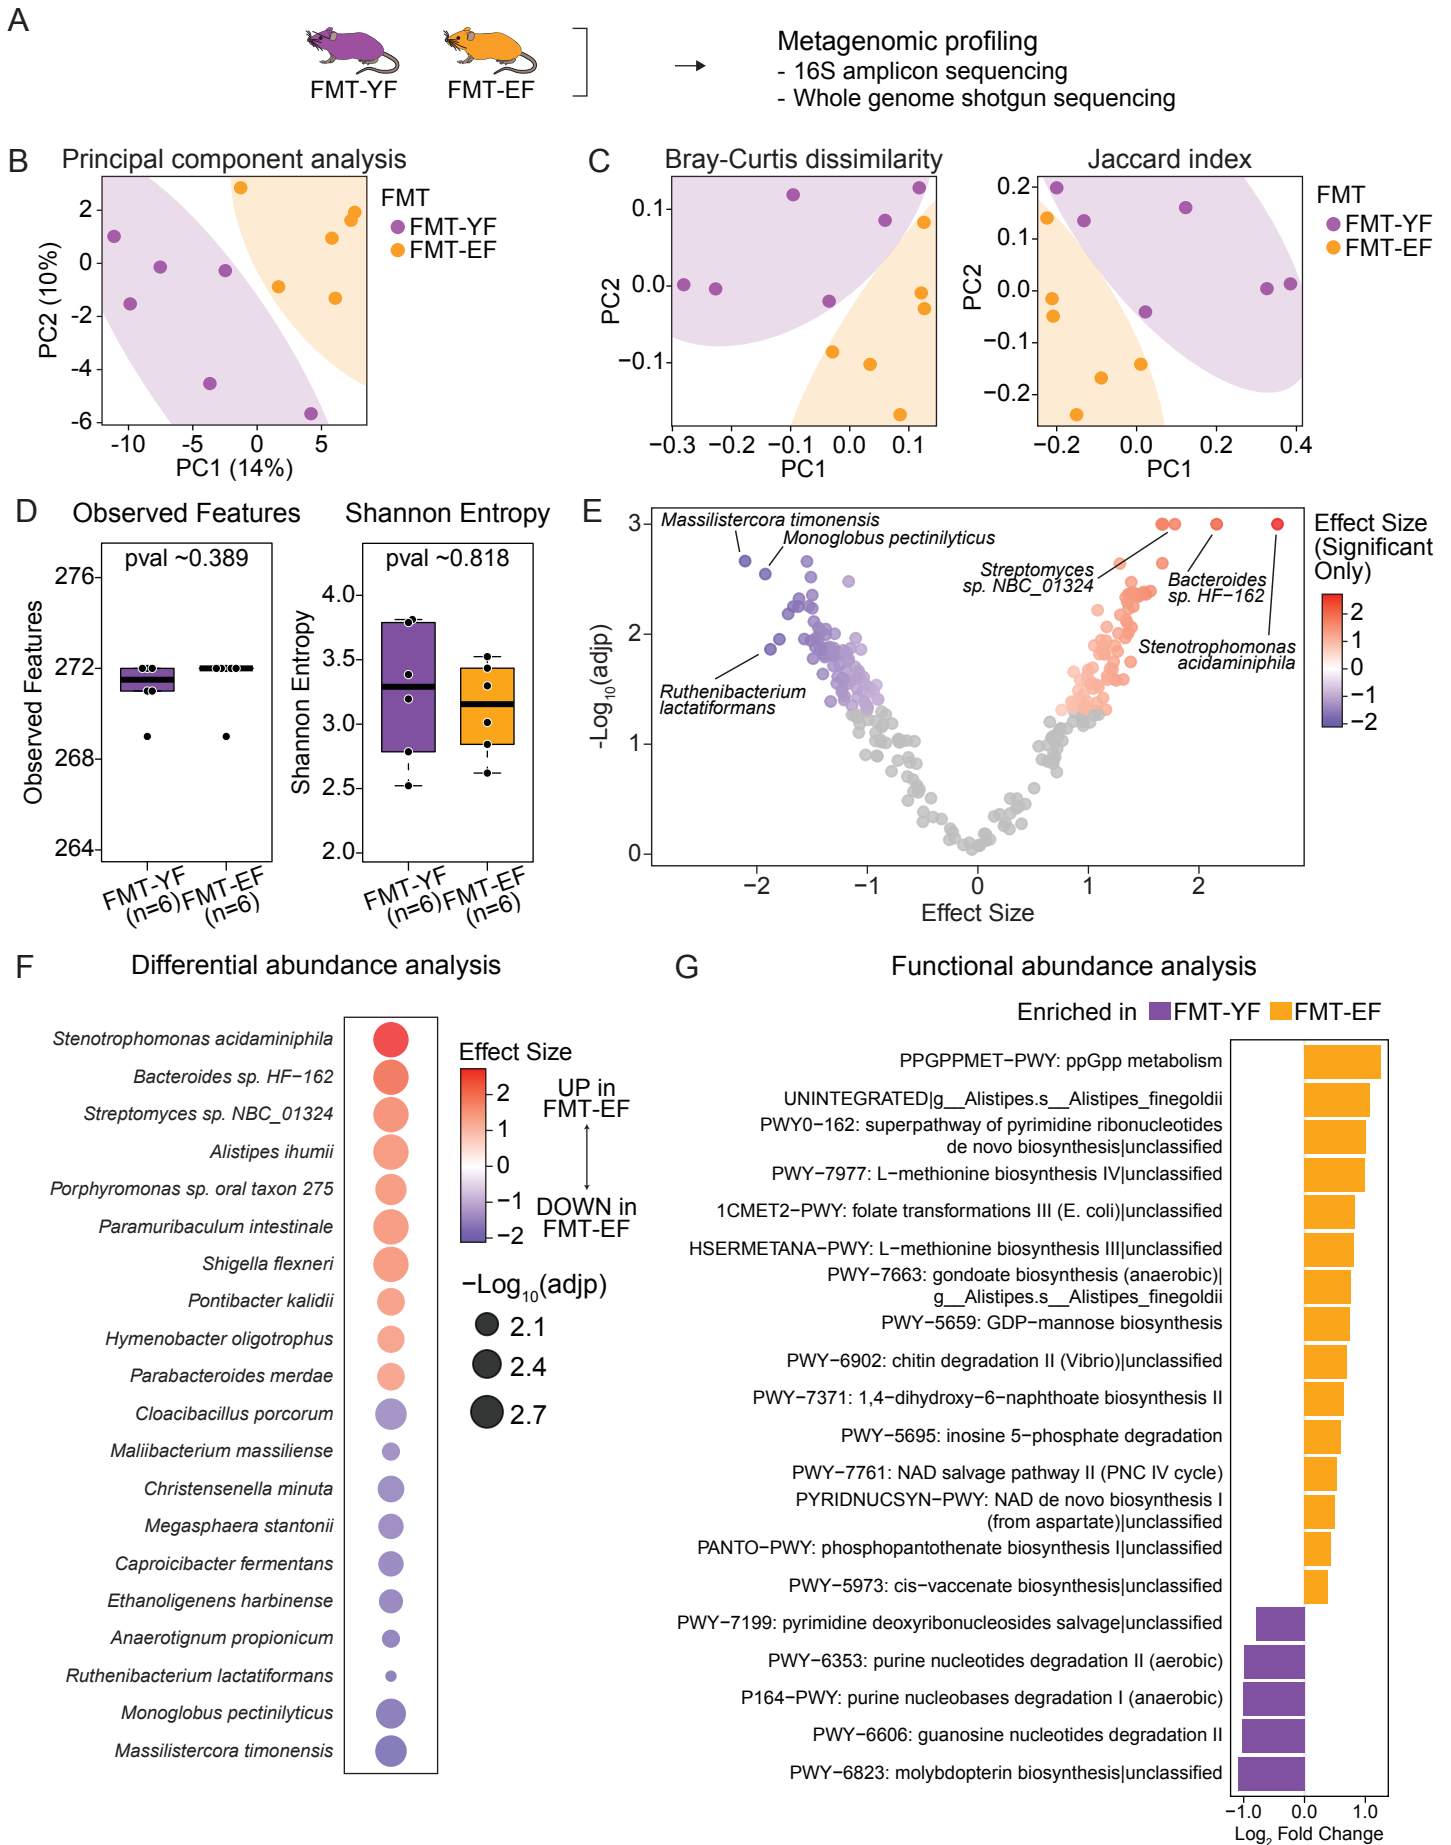 A
FMT-YF
FMT-EF
Metagenomic profiling
- 16S amplicon sequencing
- Whole genome shotgun sequencing
B
Principal component analysis
PC2 (10%)
2
0
-2
-4
-6
-10
-5
0
5
PC1 (14%)
FMT
FMT-YF
FMT-EF
C
Bray-Curtis dissimilarity
PC2
0.1
0.0
−0.1
−0.3
−0.2
−0.1
0.0
0.1
PC1
Jaccard index
PC2
0.2
0.1
0.0
−0.1
−0.2
−0.2
0.0
0.2
0.4
PC1
FMT
FMT-YF
FMT-EF
D
Observed Features
pval ~0.389
Observed Features
276
272
268
264
FMT-YF
(n=6)
FMT-EF
(n=6)
Shannon Entropy
pval ~0.818
Shannon Entropy
4.0
3.5
3.0
2.5
2.0
FMT-YF
(n=6)
FMT-EF
(n=6)
E
-Log10(adjp)
3
2
1
0
−2
−1
0
1
2
Effect Size
Massilistercora timonensis
Monoglobus pectinilyticus
Ruthenibacterium
lactatiformans
Streptomyces
sp. NBC_01324
Bacteroides
sp. HF−162
Stenotrophomonas
acidaminiphila
Effect Size
(Significant
Only)
2
1
0
−1
−2
F
Differential abundance analysis
Stenotrophomonas acidaminiphila
Bacteroides sp. HF−162
Streptomyces sp. NBC_01324
Alistipes ihumii
Porphyromonas sp. oral taxon 275
Paramuribaculum intestinale
Shigella flexneri
Pontibacter kalidii
Hymenobacter oligotrophus
Parabacteroides merdae
Cloacibacillus porcorum
Maliibacterium massiliense
Christensenella minuta
Megasphaera stantonii
Caproicibacter fermentans
Ethanoligenens harbinense
Anaerotignum propionicum
Ruthenibacterium lactatiformans
Monoglobus pectinilyticus
Massilistercora timonensis
Effect Size
2
1
0
−1
−2
UP in
FMT-EF
DOWN in
FMT-EF
−Log10(adjp)
2.1
2.4
2.7
G
Functional abundance analysis
Enriched in FMT-YF FMT-EF
PPGPPMET−PWY: ppGpp metabolism
UNINTEGRATED|g__Alistipes.s__Alistipes_finegoldii
PWY0−162: superpathway of pyrimidine ribonucleotides
de novo biosynthesis|unclassified
PWY−7977: L−methionine biosynthesis IV|unclassified
1CMET2−PWY: folate transformations III (E. coli)|unclassified
HSERMETANA−PWY: L−methionine biosynthesis III|unclassified
PWY−7663: gondoate biosynthesis (anaerobic)|
g__Alistipes.s__Alistipes_finegoldii
PWY−5659: GDP−mannose biosynthesis
PWY−6902: chitin degradation II (Vibrio)|unclassified
PWY−7371: 1,4−dihydroxy−6−naphthoate biosynthesis II
PWY−5695: inosine 5−phosphate degradation
PWY−7761: NAD salvage pathway II (PNC IV cycle)
PYRIDNUCSYN−PWY: NAD de novo biosynthesis I
(from aspartate)|unclassified
PANTO−PWY: phosphopantothenate biosynthesis I|unclassified
PWY−5973: cis−vaccenate biosynthesis|unclassified
PWY−7199: pyrimidine deoxyribonucleosides salvage|unclassified
PWY−6353: purine nucleotides degradation II (aerobic)
P164−PWY: purine nucleobases degradation I (anaerobic)
PWY−6606: guanosine nucleotides degradation II
PWY−6823: molybdopterin biosynthesis|unclassified
−1.0
0.0
1.0
Log2 Fold Change